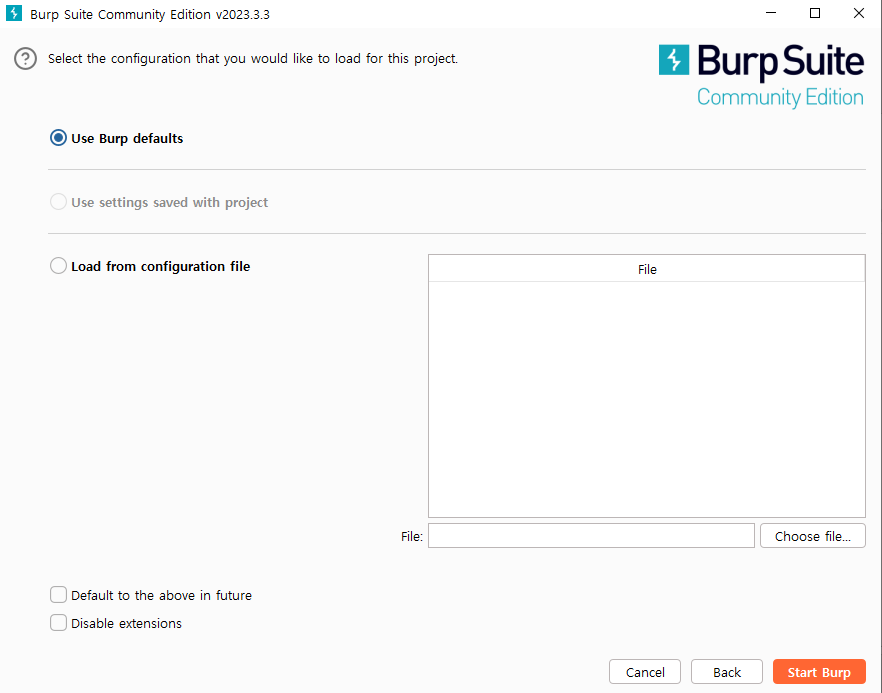 Burp Suite Community Edition v2023.3.3
Select the configuration that you would like to load for this project.
Burp Suite
Community Edition
Use Burp defaults
Use settings saved with project
Load from configuration file
File
File:
Choose file...
Default to the above in future
Disable extensions
Cancel
Back
Start Burp